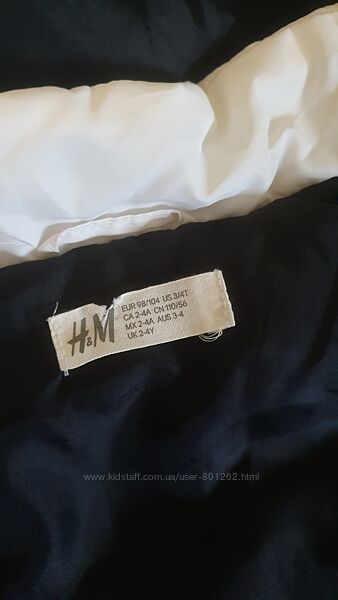 H&M
EUR 98/104 US 3/4T
CA 2-4A CN 110/56
MX 2-4A AUS 3-4
UK 2-4Y
www.kidstaff.com.ua/user-801262.html